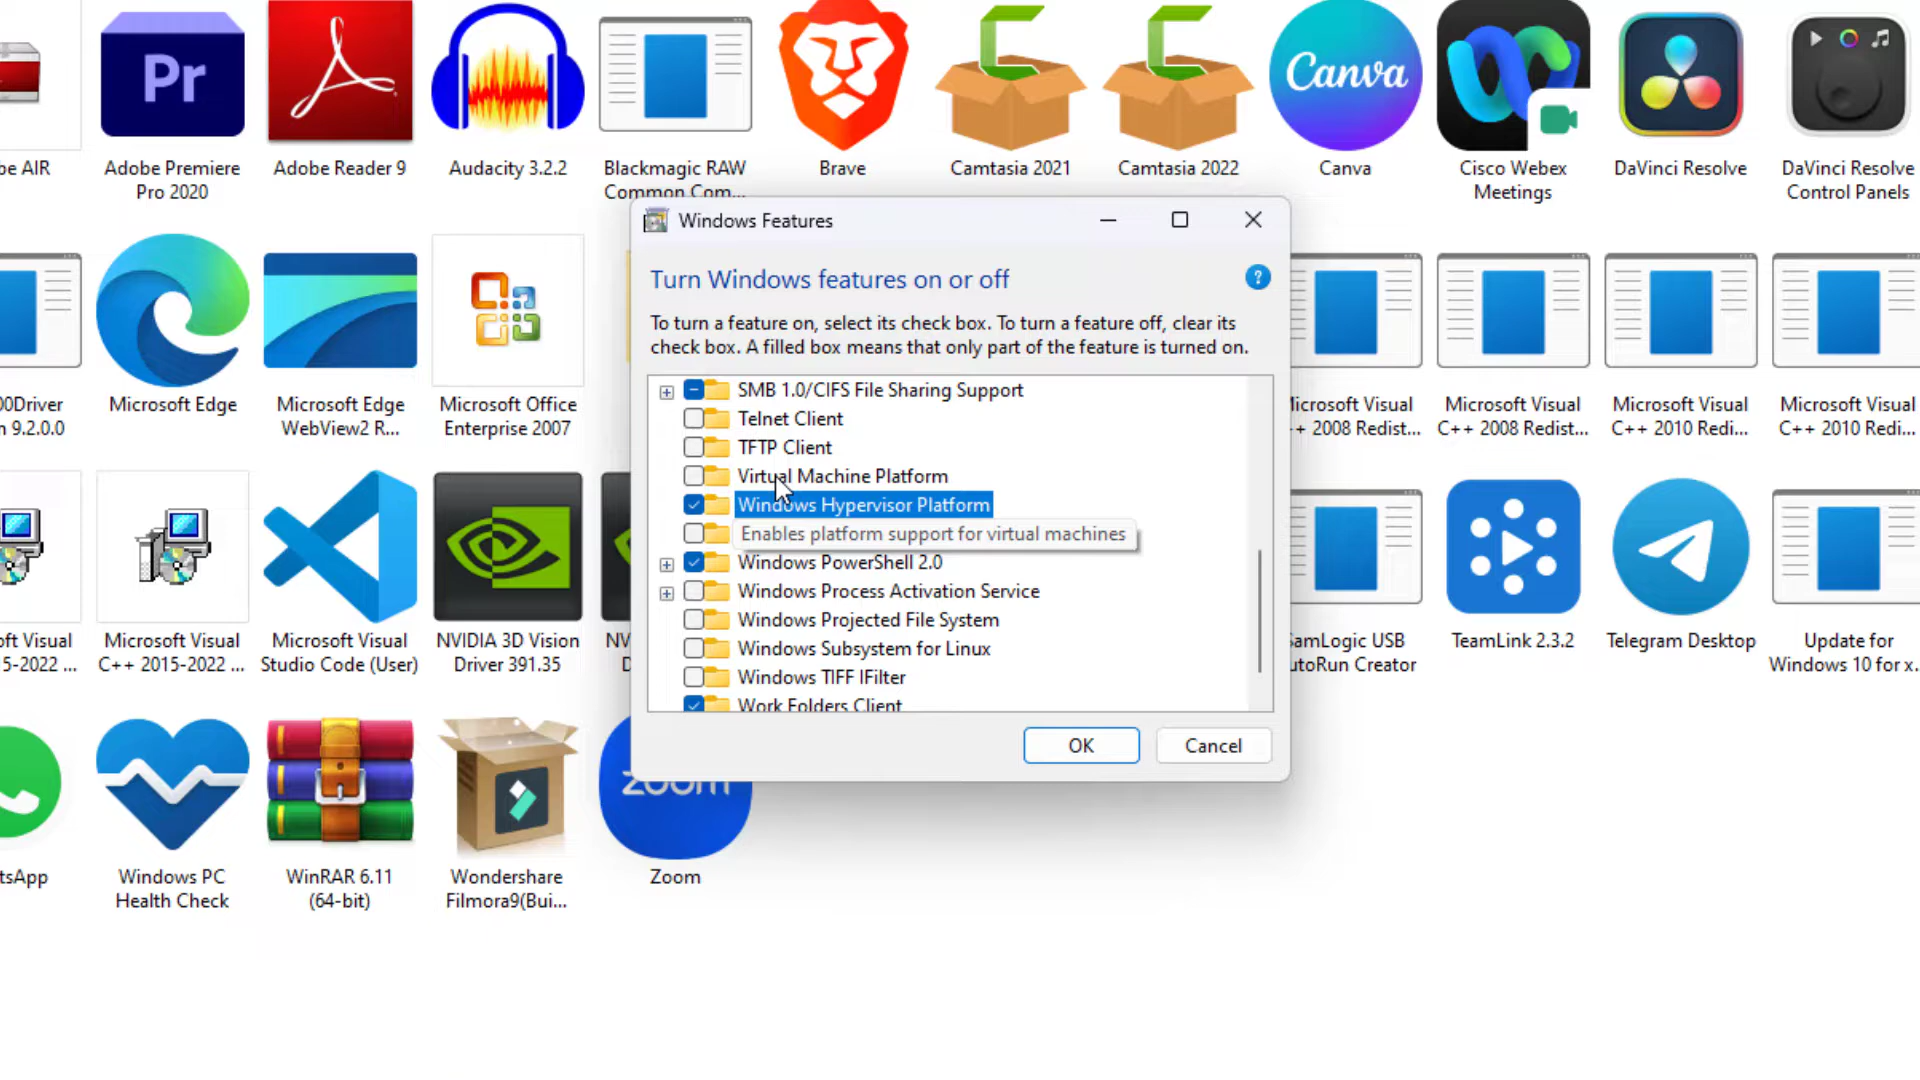 Pr
Canva
be AIR
Adobe Premiere
Pro 2020
Adobe Reader 9
Audacity 3.2.2
Blackmagic RAW
Common Com...
Brave
Camtasia 2021
Camtasia 2022
Canva
Cisco Webex
Meetings
DaVinci Resolve
DaVinci Resolve
Control Panels
Windows Features
Turn Windows features on or off
?
To turn a feature on, select its check box. To turn a feature off, clear its
check box. A filled box means that only part of the feature is turned on.
SMB 1.0/CIFS File Sharing Support
Telnet Client
TFTP Client
Virtual Machine Platform
Windows Hypervisor Platform
Enables platform support for virtual machines
Windows PowerShell 2.0
Windows Process Activation Service
Windows Projected File System
Windows Subsystem for Linux
Windows TIFF IFilter
Work Folders Client
OK
Cancel
00Driver
n 9.2.0.0
Microsoft Edge
Microsoft Edge
WebView2 R...
Microsoft Office
Enterprise 2007
Microsoft Visual
++ 2008 Redist...
Microsoft Visual
C++ 2008 Redist...
Microsoft Visual
C++ 2010 Redi...
Microsoft Visual
C++ 2010 Redi...
oft Visual
5-2022 ...
Microsoft Visual
C++ 2015-2022 ...
Microsoft Visual
Studio Code (User)
NVIDIA 3D Vision
Driver 391.35
NV
D
SamLogic USB
utoRun Creator
TeamLink 2.3.2
Telegram Desktop
Update for
Windows 10 for x...
zoom
tsApp
Windows PC
Health Check
WinRAR 6.11
(64-bit)
Wondershare
Filmora9(Bui...
Zoom